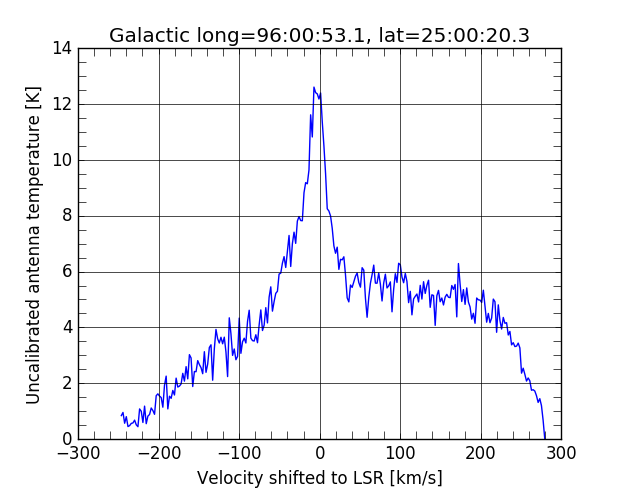 Galactic long=96:00:53.1, lat=25:00:20.3
14
12
10
8
6
4
2
0
Uncalibrated antenna temperature [K]
−300 −200 −100 0 100 200 300
Velocity shifted to LSR [km/s]